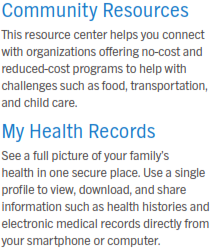 Community Resources
This resource center helps you connect
with organizations offering no-cost and
reduced-cost programs to help with
challenges such as food, transportation,
and child care.
My Health Records
See a full picture of your family's
health in one secure place. Use a single
profile to view, download, and share
information such as health histories and
electronic medical records directly from
your smartphone or computer.